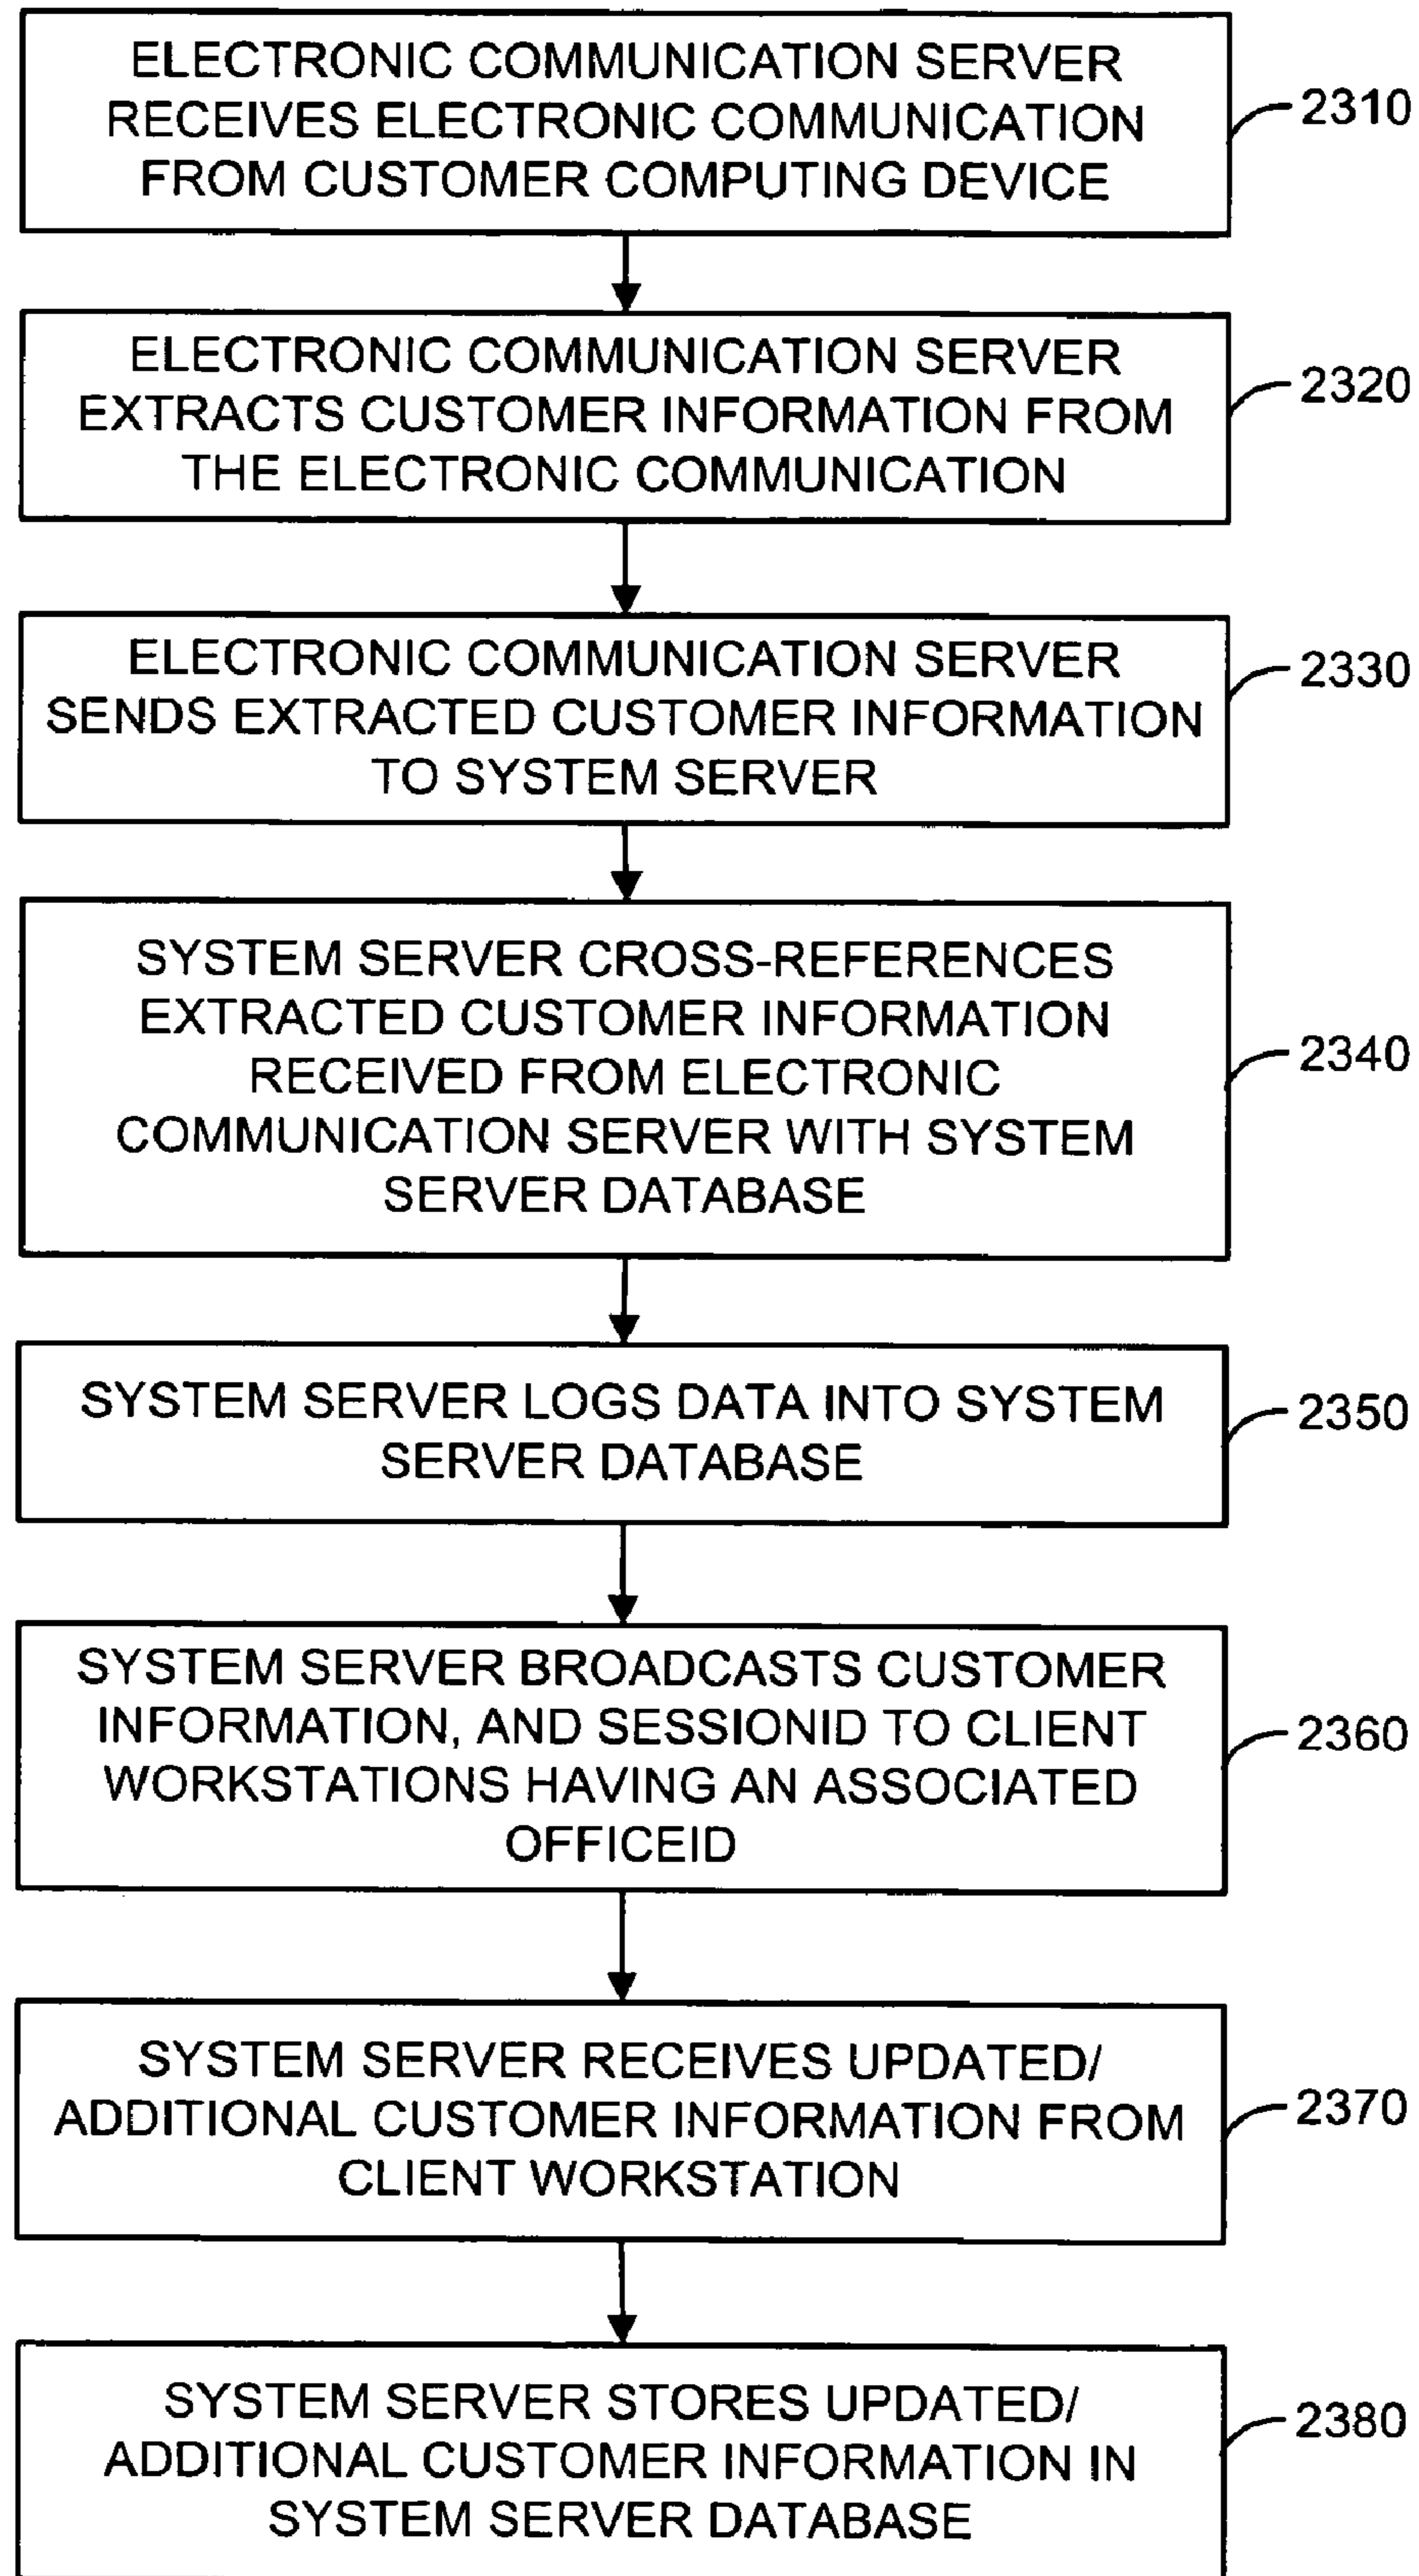 ELECTRONIC COMMUNICATION SERVER
RECEIVES ELECTRONIC COMMUNICATION
FROM CUSTOMER COMPUTING DEVICE
2310
ELECTRONIC COMMUNICATION SERVER
EXTRACTS CUSTOMER INFORMATION FROM
THE ELECTRONIC COMMUNICATION
2320
ELECTRONIC COMMUNICATION SERVER
SENDS EXTRACTED CUSTOMER INFORMATION
TO SYSTEM SERVER
2330
SYSTEM SERVER CROSS-REFERENCES
EXTRACTED CUSTOMER INFORMATION
RECEIVED FROM ELECTRONIC
COMMUNICATION SERVER WITH SYSTEM
SERVER DATABASE
2340
SYSTEM SERVER LOGS DATA INTO SYSTEM
SERVER DATABASE
2350
SYSTEM SERVER BROADCASTS CUSTOMER
INFORMATION, AND SESSIONID TO CLIENT
WORKSTATIONS HAVING AN ASSOCIATED
OFFICEID
2360
SYSTEM SERVER RECEIVES UPDATED/
ADDITIONAL CUSTOMER INFORMATION FROM
CLIENT WORKSTATION
2370
SYSTEM SERVER STORES UPDATED/
ADDITIONAL CUSTOMER INFORMATION IN
SYSTEM SERVER DATABASE
2380